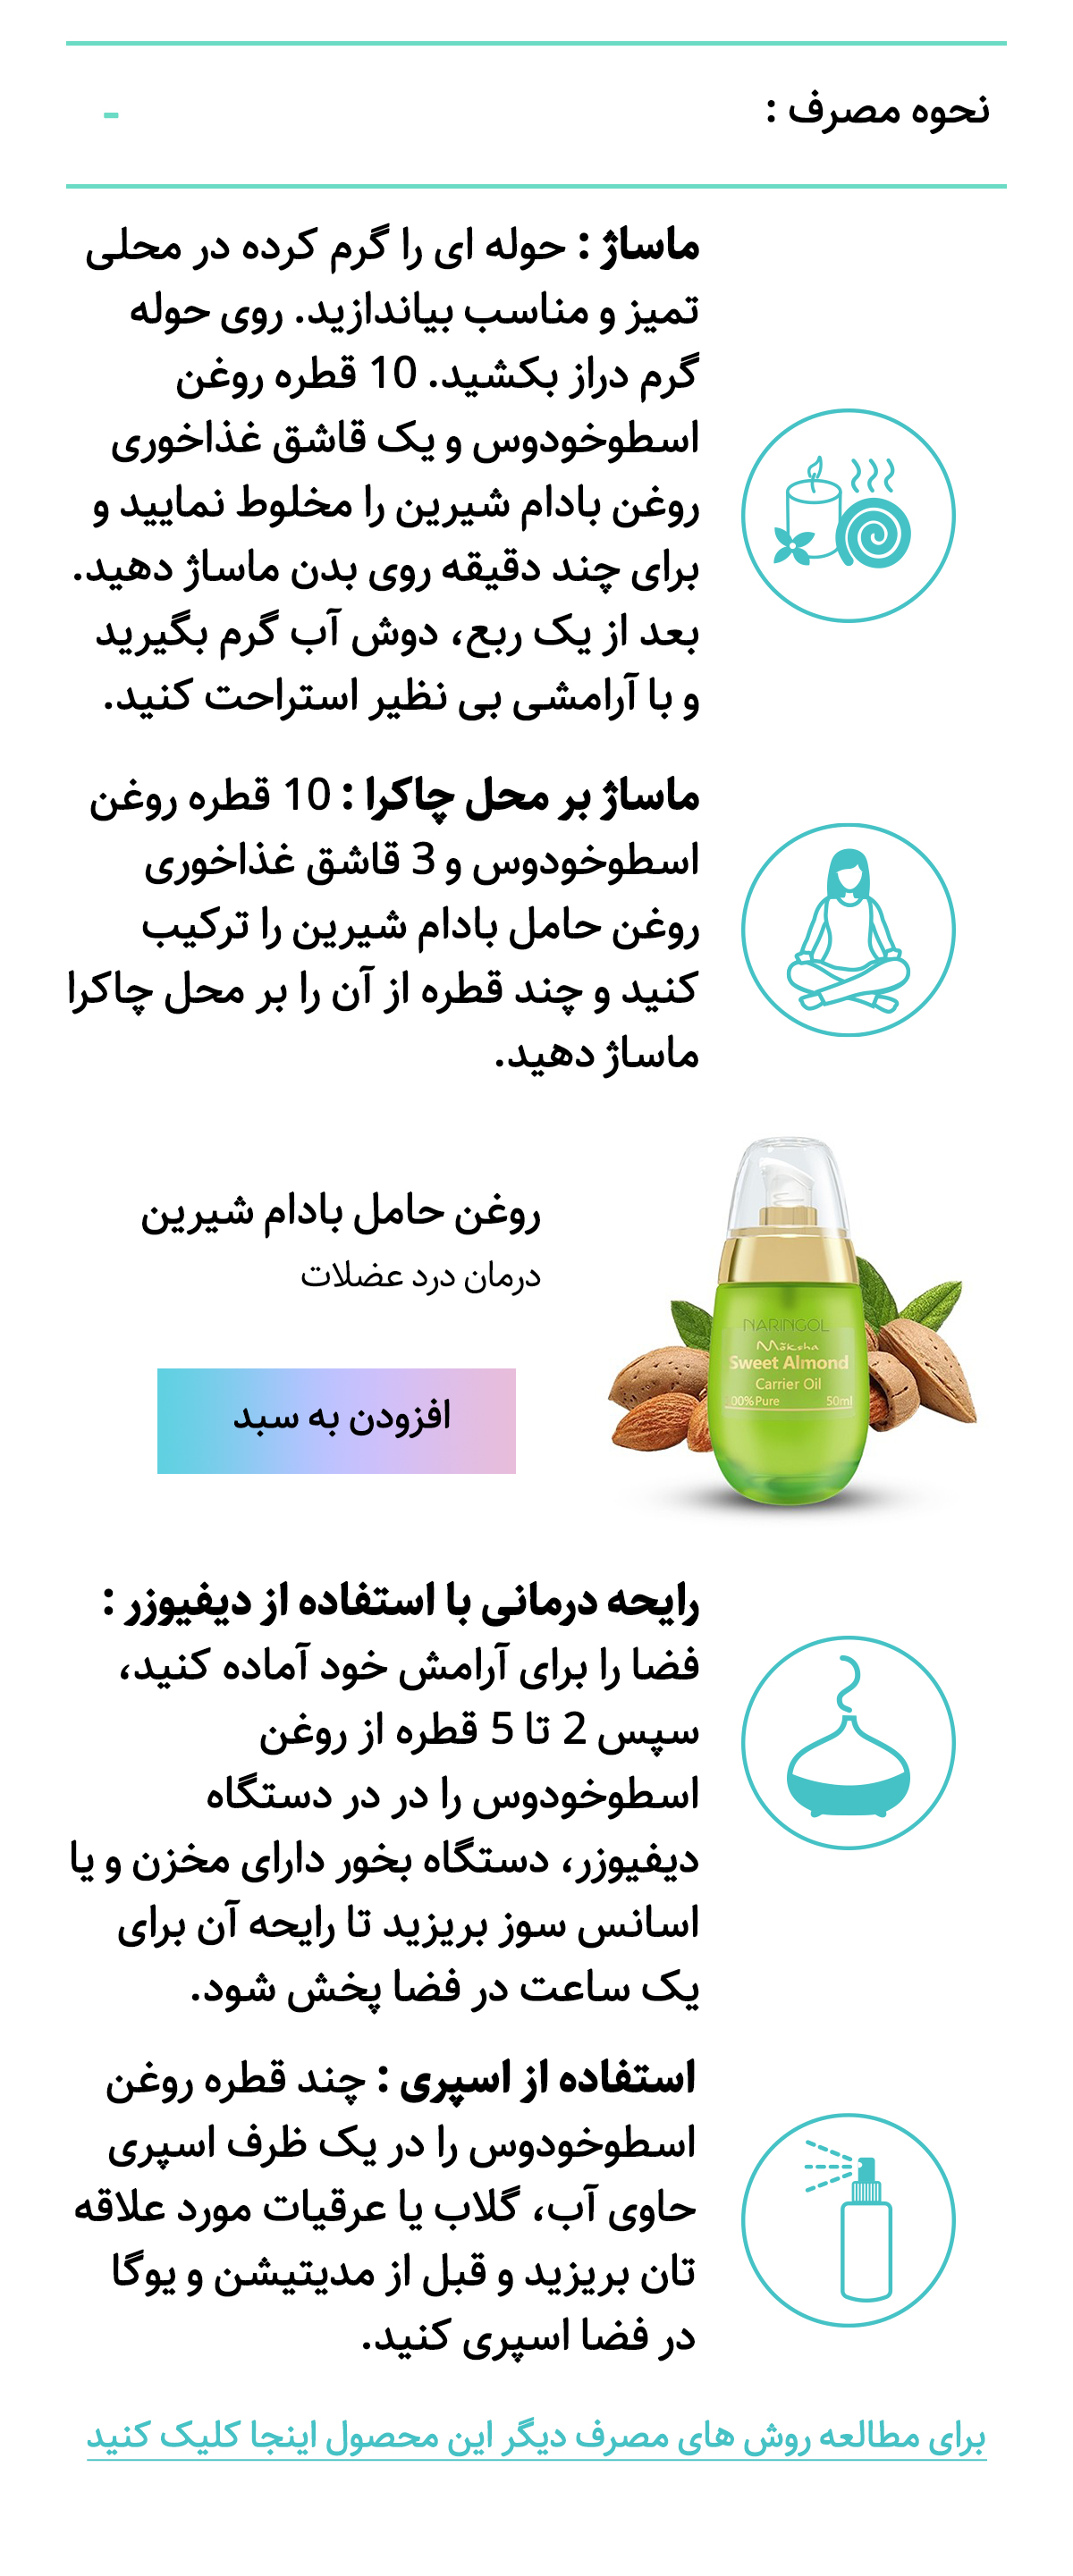 نحوه مصرف :
-
ماساژ : حوله ای را گرم کرده در محلی
تمیز و مناسب بیاندازید. روی حوله
گرم دراز بکشید. 10 قطره روغن
اسطوخودوس و یک قاشق غذاخوری
روغن بادام شیرین را مخلوط نمایید و
برای چند دقیقه روی بدن ماساژ دهید.
بعد از یک ربع، دوش آب گرم بگیرید
و با آرامشی بی نظیر استراحت کنید.
ماساژ بر محل چاکرا : 10 قطره روغن
اسطوخودوس و 3 قاشق غذاخوری
روغن حامل بادام شیرین را ترکیب
کنید و چند قطره از آن را بر محل چاکرا
ماساژ دهید.
روغن حامل بادام شیرین
درمان درد عضلات
افزودن به سبد
NARINGOL
Mōksha
Sweet Almond
Carrier Oil
00%Pure 50ml
رایحه درمانی با استفاده از دیفیوزر :
فضا را برای آرامش خود آماده کنید،
سپس 2 تا 5 قطره از روغن
اسطوخودوس را در در دستگاه
دیفیوزر، دستگاه بخور دارای مخزن و یا
اسانس سوز بریزید تا رایحه آن برای
یک ساعت در فضا پخش شود.
استفاده از اسپری : چند قطره روغن
اسطوخودوس را در یک ظرف اسپری
حاوی آب، گلاب یا عرقیات مورد علاقه
تان بریزید و قبل از مدیتیشن و یوگا
در فضا اسپری کنید.
برای مطالعه روش های مصرف دیگر این محصول اینجا کلیک کنید